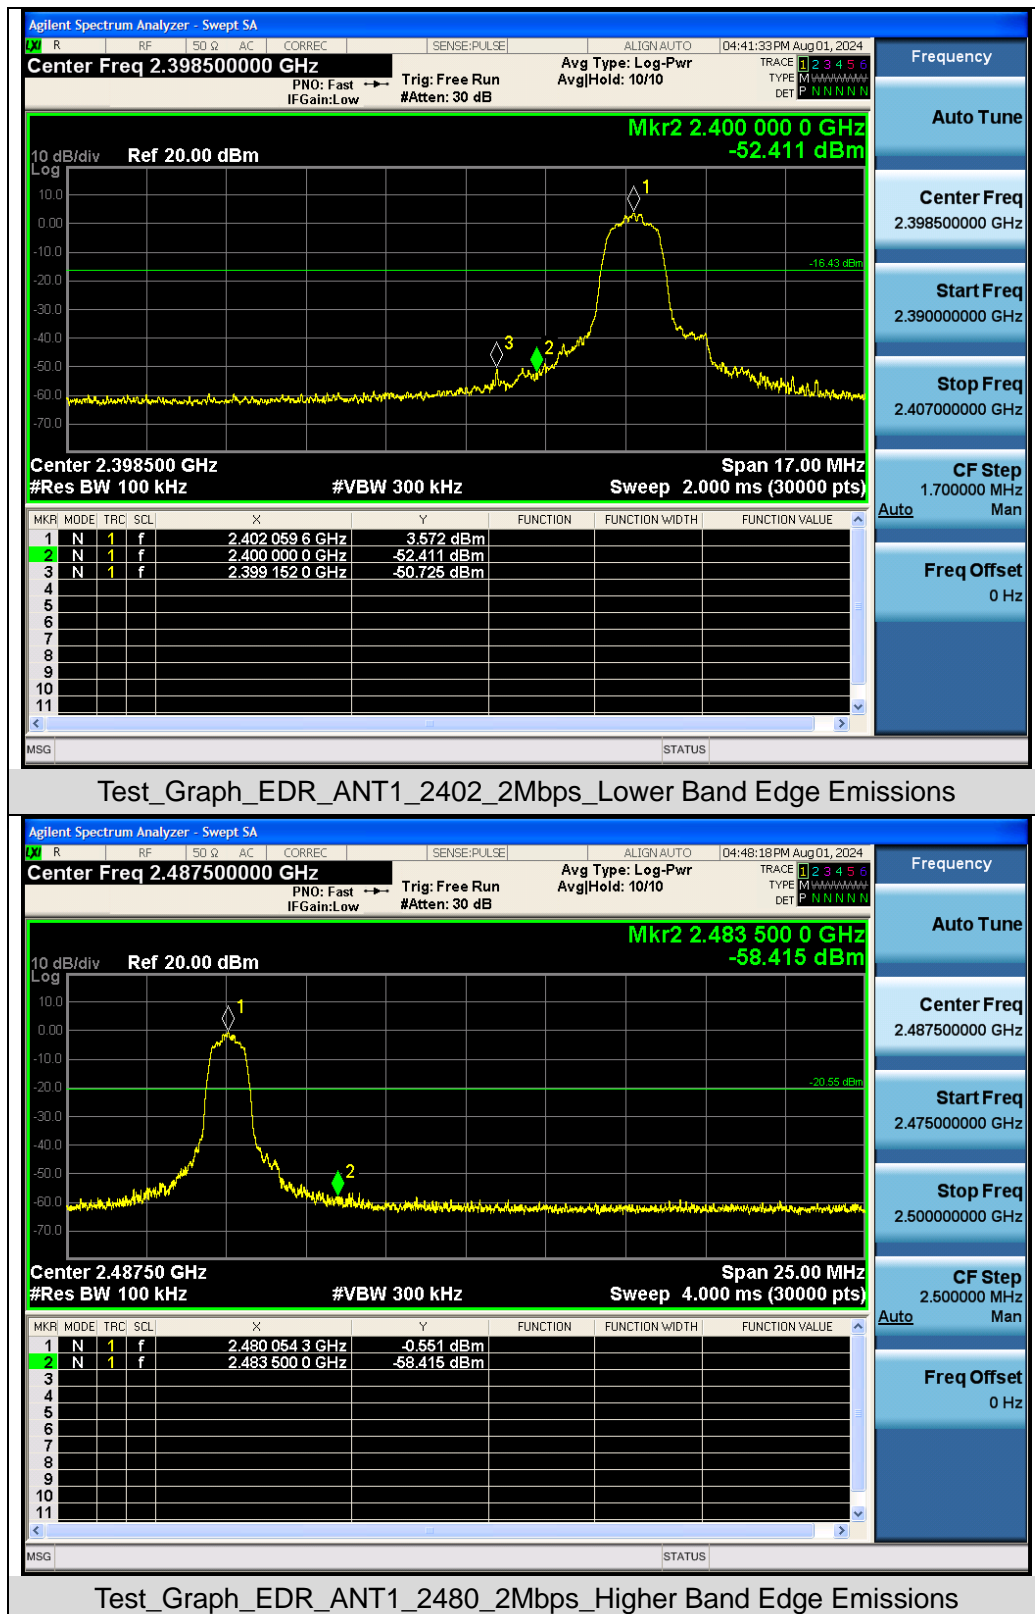 Agilent Spectrum Analyzer - Swept SA
LXI R RF 50 Ω AC CORREC SENSE:PULSE ALIGN AUTO 04:41:33 PM Aug 01, 2024
Center Freq 2.398500000 GHz
PNO: Fast
IFGain:Low
Trig: Free Run
#Atten: 30 dB
Avg Type: Log-Pwr
Avg|Hold: 10/10
TRACE 1 2 3 4 5 6
TYPE M
DET P N N N N N
Mkr2 2.400 000 0 GHz
-52.411 dBm
10 dB/div Ref 20.00 dBm
Log
10.0
0.00
-10.0
-20.0
-30.0
-40.0
-50.0
-60.0
-70.0
1
-16.43 dBm
3
2
Center 2.398500 GHz Span 17.00 MHz
#Res BW 100 kHz #VBW 300 kHz Sweep 2.000 ms (30000 pts)
MKR MODE TRC SCL X Y FUNCTION FUNCTION WIDTH FUNCTION VALUE
1 N 1 f 2.402 059 6 GHz 3.572 dBm
2 N 1 f 2.400 000 0 GHz -52.411 dBm
3 N 1 f 2.399 152 0 GHz -50.725 dBm
4
5
6
7
8
9
10
11
MSG STATUS
Frequency
Auto Tune
Center Freq
2.398500000 GHz
Start Freq
2.390000000 GHz
Stop Freq
2.407000000 GHz
CF Step
1.700000 MHz
Auto Man
Freq Offset
0 Hz
Test_Graph_EDR_ANT1_2402_2Mbps_Lower Band Edge Emissions
Agilent Spectrum Analyzer - Swept SA
LXI R RF 50 Ω AC CORREC SENSE:PULSE ALIGN AUTO 04:48:18 PM Aug 01, 2024
Center Freq 2.487500000 GHz
PNO: Fast
IFGain:Low
Trig: Free Run
#Atten: 30 dB
Avg Type: Log-Pwr
Avg|Hold: 10/10
TRACE 1 2 3 4 5 6
TYPE M
DET P N N N N N
Mkr2 2.483 500 0 GHz
-58.415 dBm
10 dB/div Ref 20.00 dBm
Log
10.0
0.00
-10.0
-20.0
-30.0
-40.0
-50.0
-60.0
-70.0
1
-20.55 dBm
2
Center 2.48750 GHz Span 25.00 MHz
#Res BW 100 kHz #VBW 300 kHz Sweep 4.000 ms (30000 pts)
MKR MODE TRC SCL X Y FUNCTION FUNCTION WIDTH FUNCTION VALUE
1 N 1 f 2.480 054 3 GHz -0.551 dBm
2 N 1 f 2.483 500 0 GHz -58.415 dBm
3
4
5
6
7
8
9
10
11
MSG STATUS
Frequency
Auto Tune
Center Freq
2.487500000 GHz
Start Freq
2.475000000 GHz
Stop Freq
2.500000000 GHz
CF Step
2.500000 MHz
Auto Man
Freq Offset
0 Hz
Test_Graph_EDR_ANT1_2480_2Mbps_Higher Band Edge Emissions